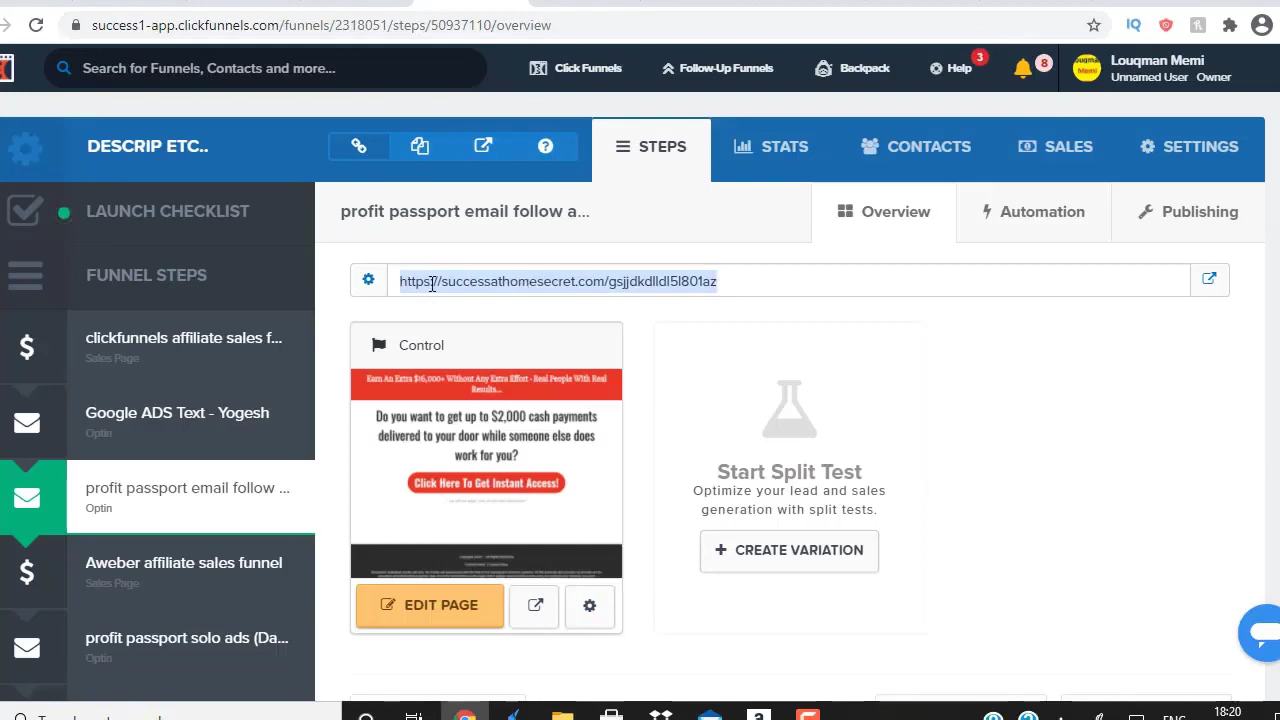 success1-app.clickfunnels.com/funnels/2318051/steps/50937110/overview
Search for Funnels, Contacts and more...
Click Funnels
Follow-Up Funnels
Backpack
Help
3
8
Louqman Memi
Unnamed User Owner
DESCRIP ETC..
STEPS
STATS
CONTACTS
SALES
SETTINGS
LAUNCH CHECKLIST
profit passport email follow a...
Overview
Automation
Publishing
FUNNEL STEPS
https://successathomesecret.com/gsjjdkdlldl5l801az
clickfunnels affiliate sales f...
Sales Page
Google ADS Text - Yogesh
Optin
profit passport email follow ...
Optin
Aweber affiliate sales funnel
Sales Page
profit passport solo ads (Da...
Optin
Control
Earn An Extra $16,000+ Without Any Extra Effort - Real People With Real
Results...
Do you want to get up to $2,000 cash payments
delivered to your door while someone else does
work for you?
Click Here To Get Instant Access!
EDIT PAGE
Start Split Test
Optimize your lead and sales
generation with split tests.
+ CREATE VARIATION
18:20